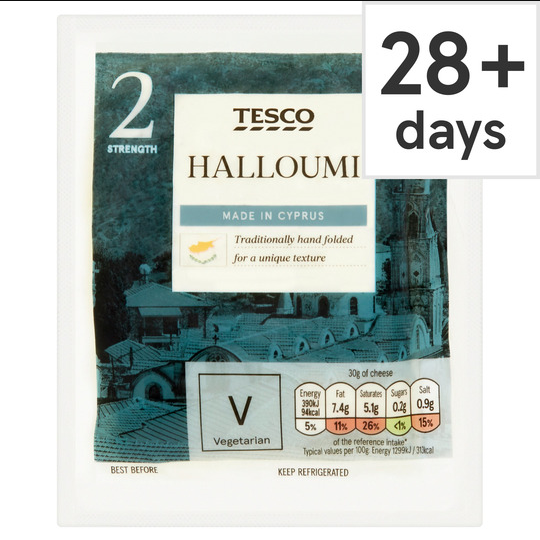 28+
days
2
STRENGTH
TESCO
HALLOUMI
MADE IN CYPRUS
Traditionally hand folded
for a unique texture
V
Vegetarian
30g of cheese
Energy
390kJ
94kcal
5%
Fat
7.4g
11%
Saturates
5.1g
26%
Sugars
0.2g
<1%
Salt
0.9g
15%
of the reference intake*
Typical values per 100g: Energy 1299kJ / 313kcal
BEST BEFORE
KEEP REFRIGERATED